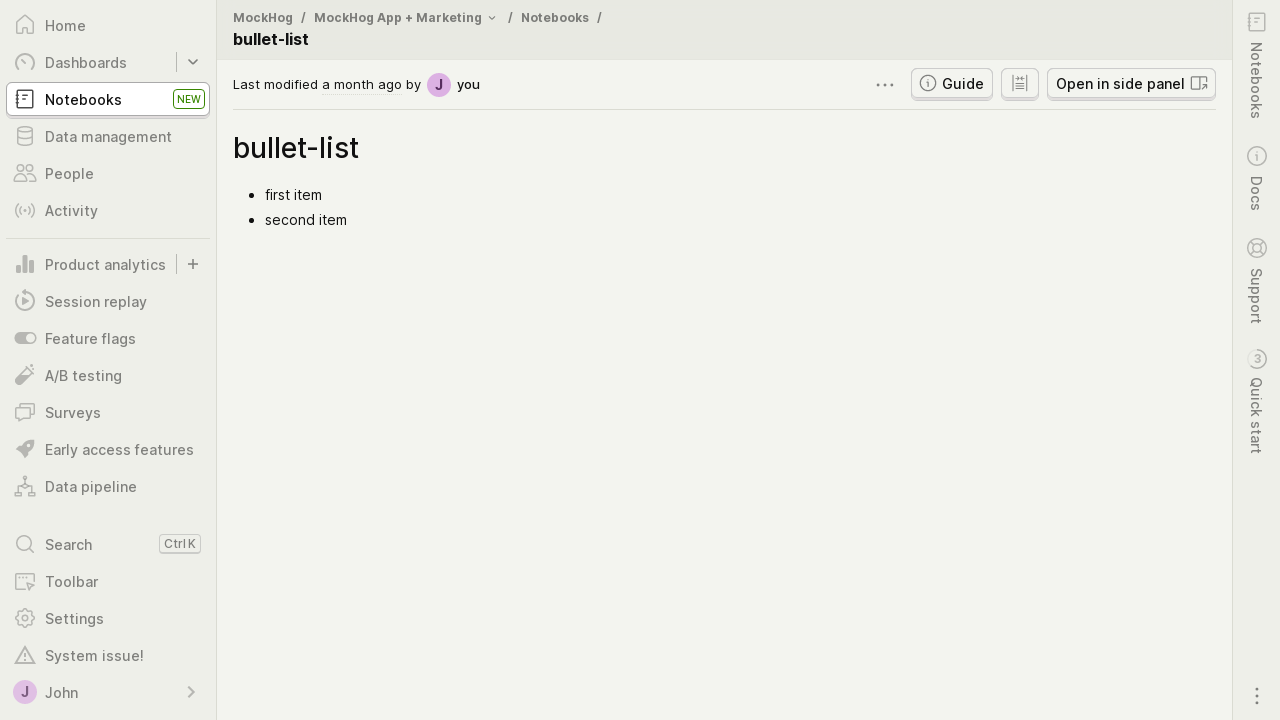 Home
Dashboards
Notebooks NEW
Data management
People
Activity
Product analytics
Session replay
Feature flags
A/B testing
Surveys
Early access features
Data pipeline
Search Ctrl K
Toolbar
Settings
System issue!
J John
MockHog / MockHog App + Marketing / Notebooks /
bullet-list
Last modified a month ago by J you
Guide
Open in side panel
bullet-list
• first item
• second item
Notebooks
Docs
Support
3 Quick start